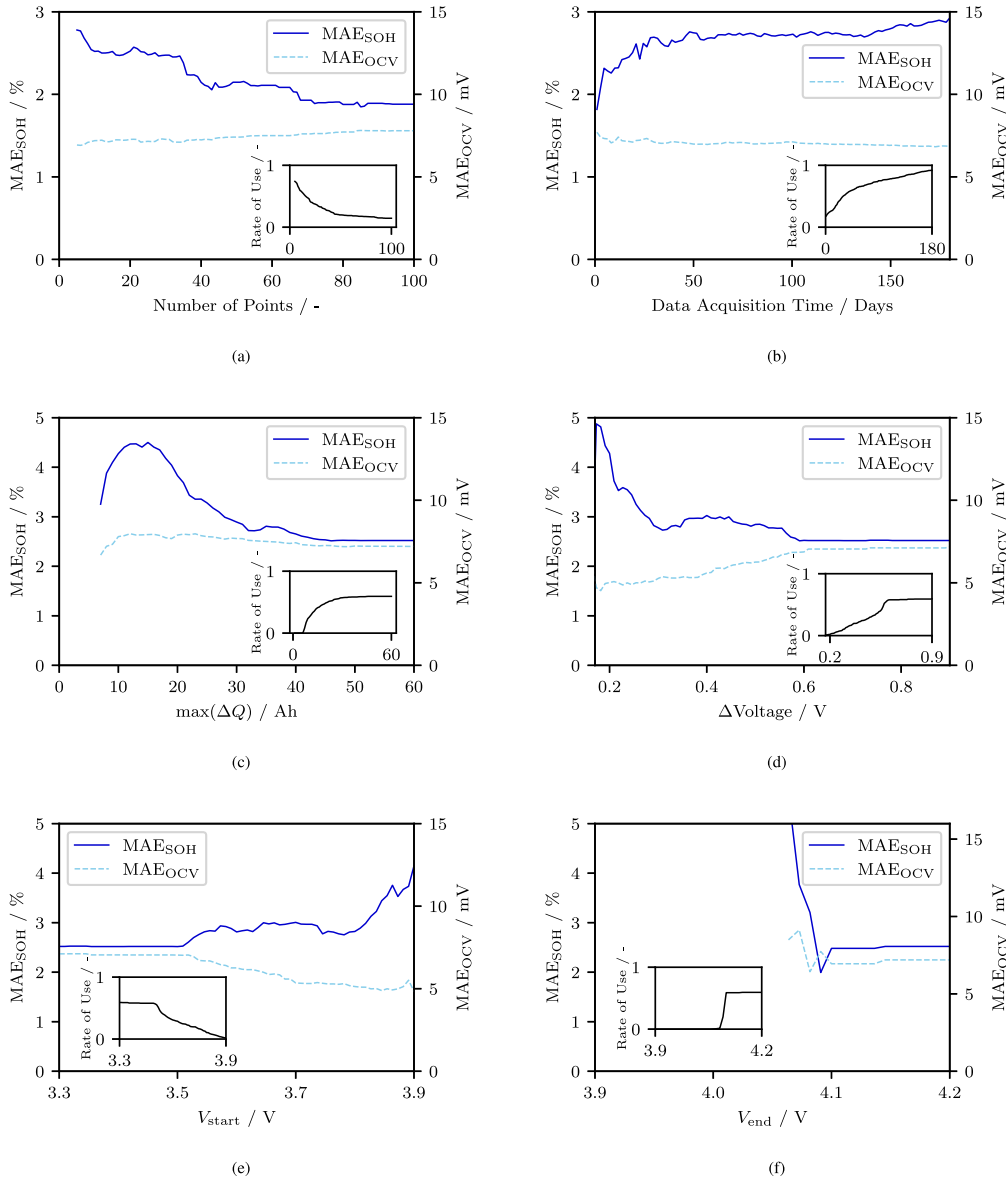 3
2
1
0
MAE_SOH / %
MAE_SOH
MAE_OCV
15
10
5
0
MAE_OCV / mV
Rate of Use / -
1
0
0 100
0 20 40 60 80 100
Number of Points / -
(a)
3
2
1
0
MAE_SOH / %
MAE_SOH
MAE_OCV
15
10
5
0
MAE_OCV / mV
Rate of Use / -
1
0
0 180
0 50 100 150
Data Acquisition Time / Days
(b)
5
4
3
2
1
0
MAE_SOH / %
MAE_SOH
MAE_OCV
15
10
5
0
MAE_OCV / mV
Rate of Use / -
1
0
0 60
0 10 20 30 40 50 60
max(ΔQ) / Ah
(c)
5
4
3
2
1
0
MAE_SOH / %
MAE_SOH
MAE_OCV
15
10
5
0
MAE_OCV / mV
Rate of Use / -
1
0
0.2 0.9
0.2 0.4 0.6 0.8
ΔVoltage / V
(d)
5
4
3
2
1
0
MAE_SOH / %
MAE_SOH
MAE_OCV
15
10
5
0
MAE_OCV / mV
Rate of Use / -
1
0
3.3 3.9
3.3 3.5 3.7 3.9
V_start / V
(e)
5
4
3
2
1
0
MAE_SOH / %
MAE_SOH
MAE_OCV
15
10
5
0
MAE_OCV / mV
Rate of Use / -
1
0
3.9 4.2
3.9 4.0 4.1 4.2
V_end / V
(f)